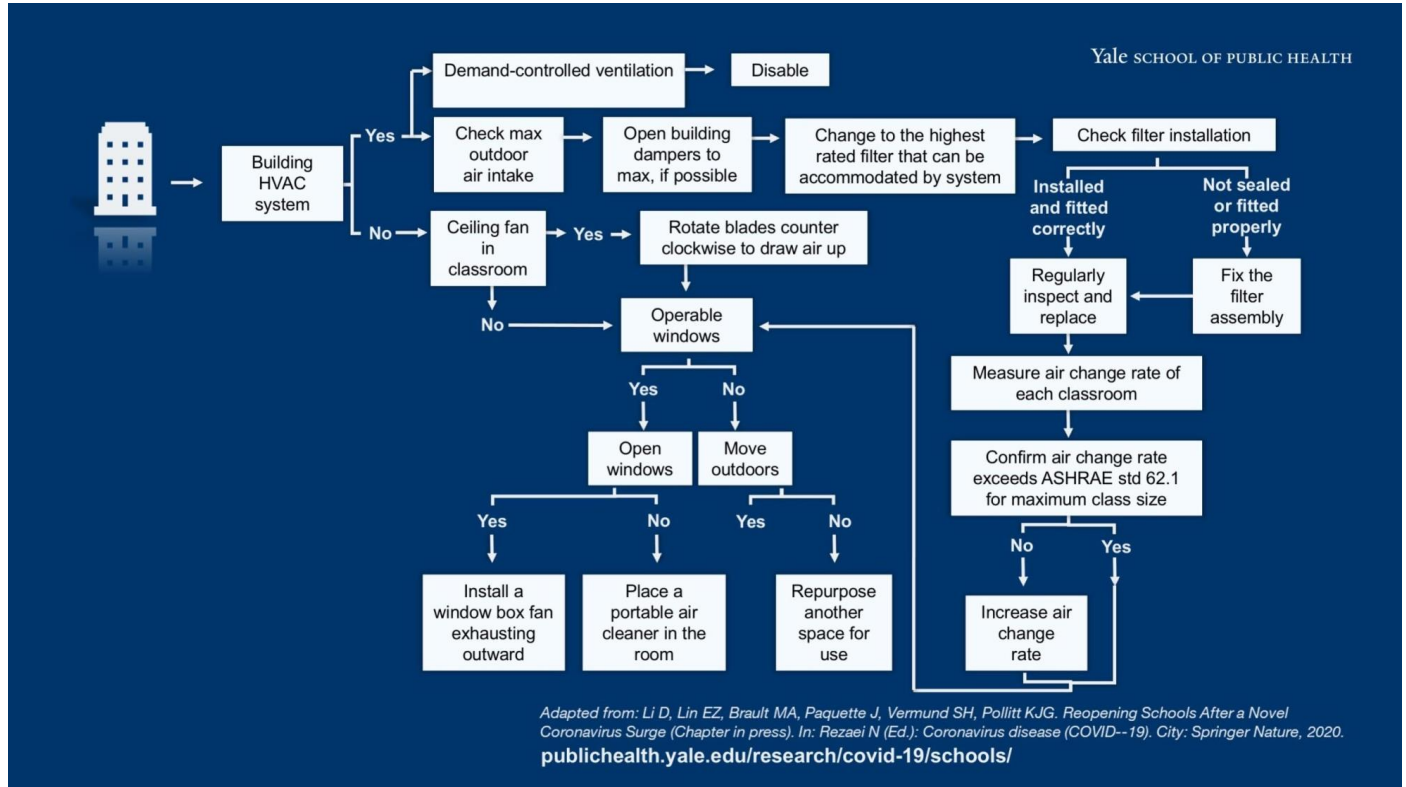 Yale SCHOOL OF PUBLIC HEALTH
Demand-controlled ventilation
Disable
Building
HVAC
system
Yes
Check max
outdoor
air intake
Open building
dampers to
max, if possible
Change to the highest
rated filter that can be
accommodated by system
Check filter installation
Installed
and fitted
correctly
Not sealed
or fitted
properly
No
Ceiling fan
in
classroom
Yes
Rotate blades counter
clockwise to draw air up
Regularly
inspect and
replace
Fix the
filter
assembly
No
Operable
windows
Measure air change rate of
each classroom
Yes
No
Open
windows
Move
outdoors
Confirm air change rate
exceeds ASHRAE std 62.1
for maximum class size
Yes
No
Yes
No
No
Yes
Install a
window box fan
exhausting
outward
Place a
portable air
cleaner in the
room
Repurpose
another
space for
use
Increase air
change
rate
Adapted from: Li D, Lin EZ, Brault MA, Paquette J, Vermund SH, Pollitt KJG. Reopening Schools After a Novel
Coronavirus Surge (Chapter in press). In: Rezaei N (Ed.): Coronavirus disease (COVID--19). City: Springer Nature, 2020.
publichealth.yale.edu/research/covid-19/schools/